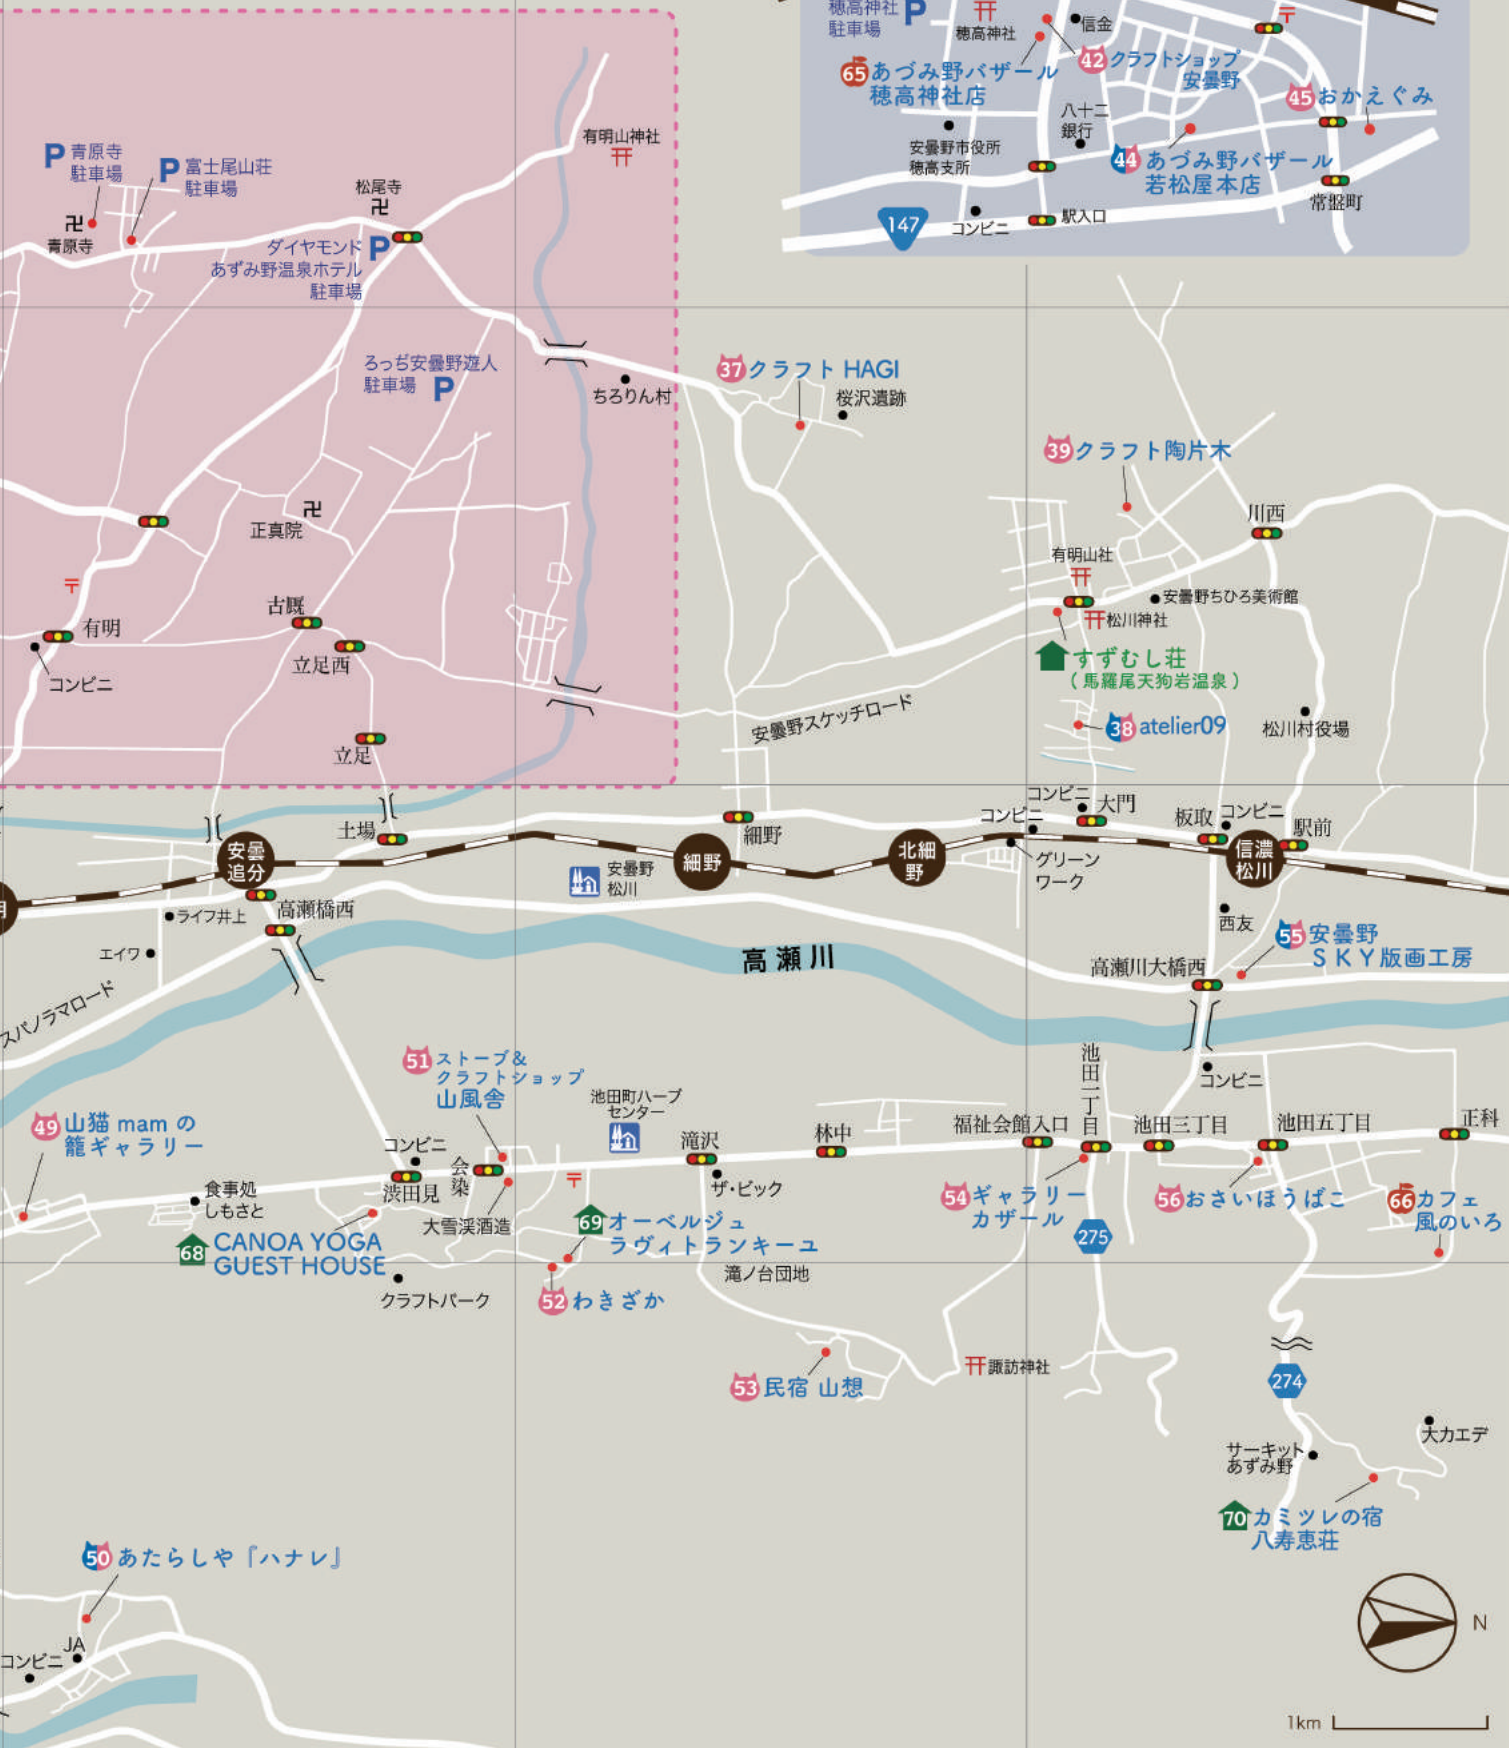 穂高神社
駐車場
P
穂高神社
信金
〒
65 あづみ野バザール
穂高神社店
42 クラフトショップ
安曇野
45 おかえぐみ
八十二
銀行
安曇野市役所
穂高支所
44 あづみ野バザール
若松屋本店
常盤町
147
コンビニ
駅入口
P 青原寺
駐車場
P 富士尾山荘
駐車場
卍
青原寺
松尾寺
卍
有明山神社
ダイヤモンド P
あずみ野温泉ホテル
駐車場
ろっぢ安曇野遊人
駐車場 P
ちろりん村
37 クラフト HAGI
桜沢遺跡
39 クラフト陶片木
川西
卍
正真院
〒
有明
コンビニ
古厩
立足西
立足
有明山社
安曇野ちひろ美術館
松川神社
すずむし荘
(馬羅尾天狗岩温泉)
38 atelier09
松川村役場
安曇野スケッチロード
土場
細野
コンビニ
コンビニ
大門
板取
コンビニ
駅前
安曇
追分
細野
北細
野
信濃
松川
安曇野
松川
グリーン
ワーク
ライフ井上
高瀬橋西
エイワ
西友
55 安曇野
SKY版画工房
高瀬川
高瀬川大橋西
スパノラマロード
51 ストーブ&
クラフトショップ
山風舎
池田町ハーブ
センター
池田一丁目
コンビニ
49 山猫 mam の
籠ギャラリー
コンビニ
会染
滝沢
林中
福祉会館入口
池田三丁目
池田五丁目
正科
食事処
しもさと
渋田見
〒
ザ・ビック
大雪渓酒造
68 CANOA YOGA
GUEST HOUSE
69 オーベルジュ
ラヴィトランキーユ
54 ギャラリー
カザール
56 おさいほうばこ
66 カフェ
風のいろ
275
クラフトパーク
52 わきざか
滝ノ台団地
53 民宿 山想
諏訪神社
274
大カエデ
サーキット
あずみ野
70 カミツレの宿
八寿恵荘
50 あたらしや『ハナレ』
JA
コンビニ
N
1km